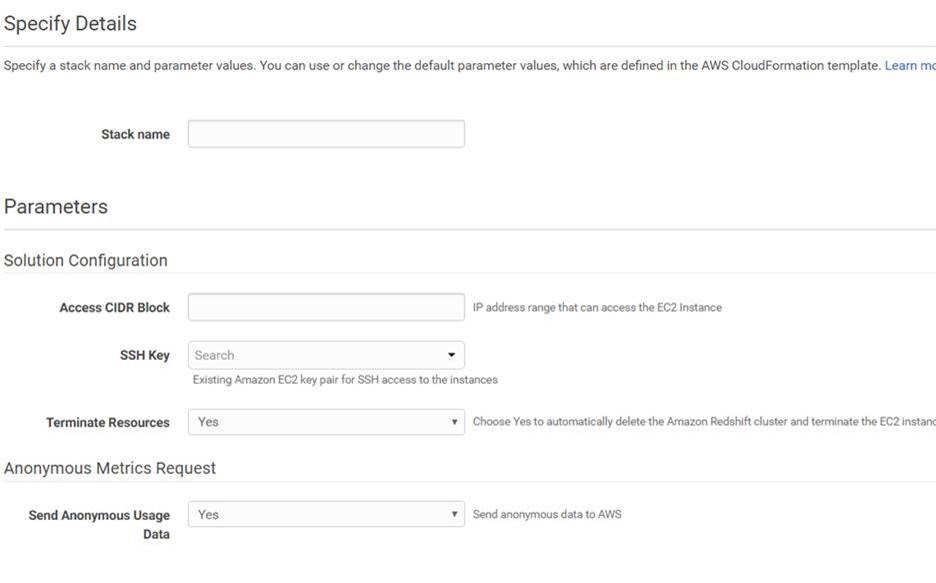 Specify Details
Specify a stack name and parameter values. You can use or change the default parameter values, which are defined in the AWS CloudFormation template. Learn mo
Stack name
Parameters
Solution Configuration
Access CIDR Block IP address range that can access the EC2 Instance
SSH Key Search
Existing Amazon EC2 key pair for SSH access to the instances
Terminate Resources Yes Choose Yes to automatically delete the Amazon Redshift cluster and terminate the EC2 instanc
Anonymous Metrics Request
Send Anonymous Usage Yes Send anonymous data to AWS
Data